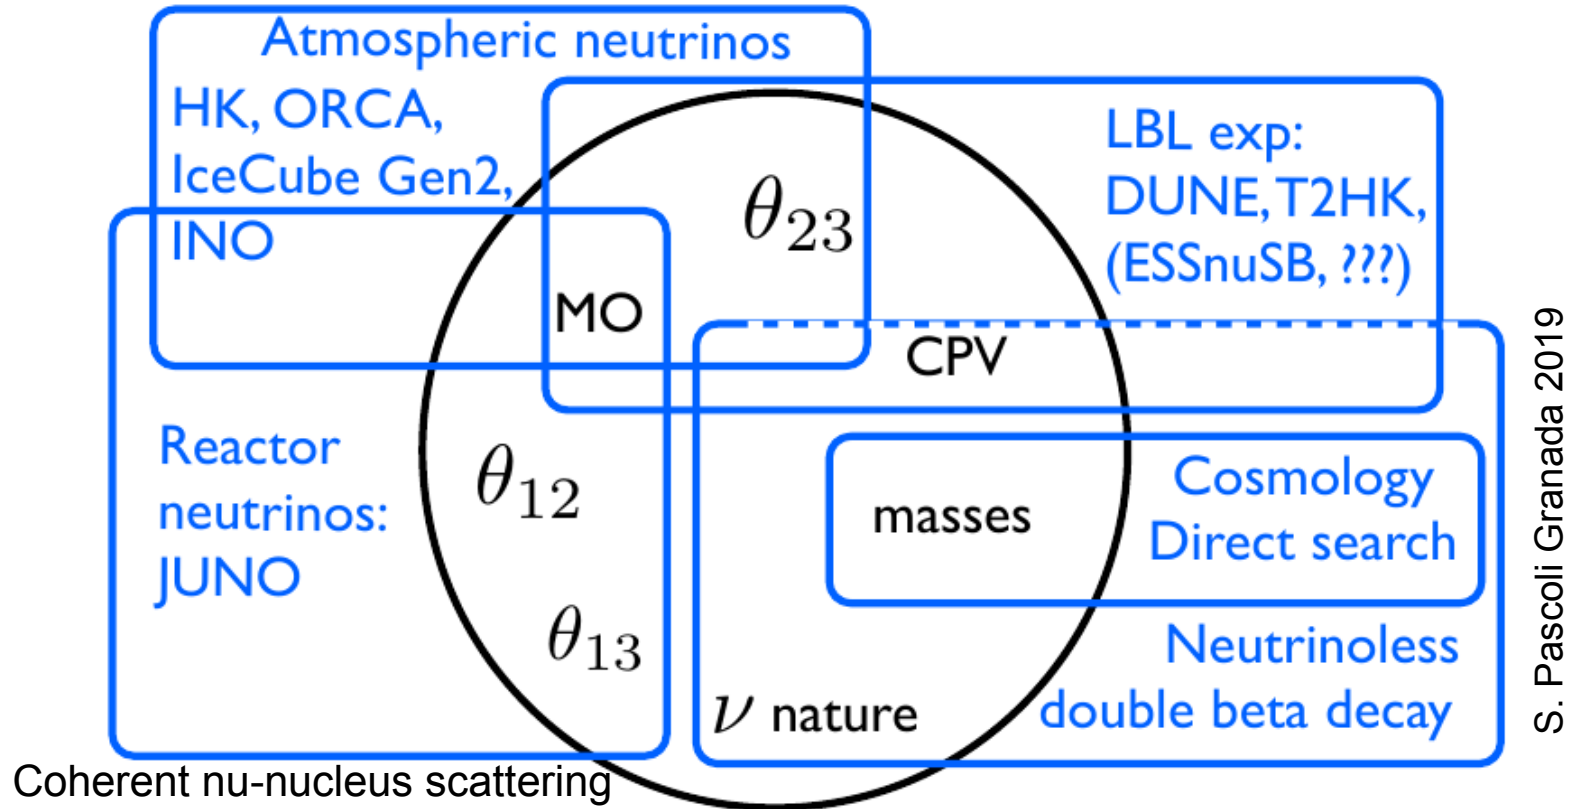 Atmospheric neutrinos
HK, ORCA,
IceCube Gen2,
INO
LBL exp:
DUNE, T2HK,
(ESSnuSB, ???)
θ₂₃
MO
CPV
Reactor
neutrinos:
JUNO
θ₁₂
θ₁₃
masses
Cosmology
Direct search
Neutrinoless
double beta decay
ν nature
Coherent nu-nucleus scattering
S. Pascoli Granada 2019